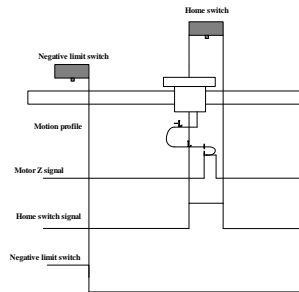 Home switch
Negative limit switch
Motion profile
Motor Z signal
Home switch signal
Negative limit switch